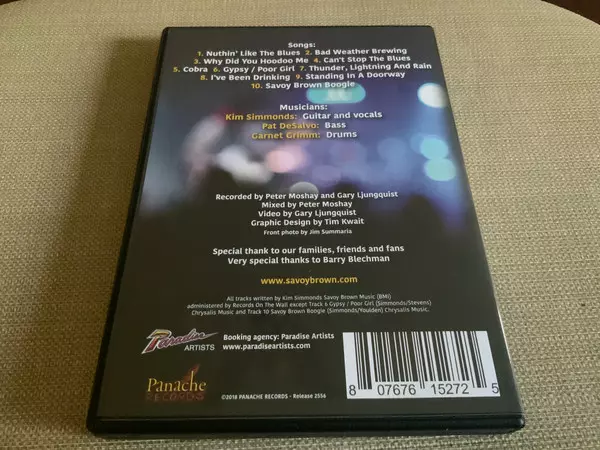 Songs:
1. Nuthin' Like The Blues 2. Bad Weather Brewing
3. Why Did You Hoodoo Me 4. Can't Stop The Blues
5. Cobra 6. Gypsy / Poor Girl 7. Thunder, Lightning And Rain
8. I've Been Drinking 9. Standing In A Doorway
10. Savoy Brown Boogie
Musicians:
Kim Simmonds: Guitar and vocals
Pat DeSalvo: Bass
Garnet Grimm: Drums
Recorded by Peter Moshay and Gary Ljungquist
Mixed by Peter Moshay
Video by Gary Ljungquist
Graphic Design by Tim Kwait
Front photo by Jim Summaria
Special thank to our families, friends and fans
Very special thanks to Barry Blechman
www.savoybrown.com
All tracks written by Kim Simmonds Savoy Brown Music (BMI)
administered by Records On The Wall except Track 6 Gypsy / Poor Girl (Simmonds/Stevens)
Chrysalis Music and Track 10 Savoy Brown Boogie (Simmonds/Youlden) Chrysalis Music.
Paradise
ARTISTS
Booking agency: Paradise Artists
www.paradiseartists.com
Panache
RECORDS
©2018 PANACHE RECORDS - Release 2556
8 07676 15272 5